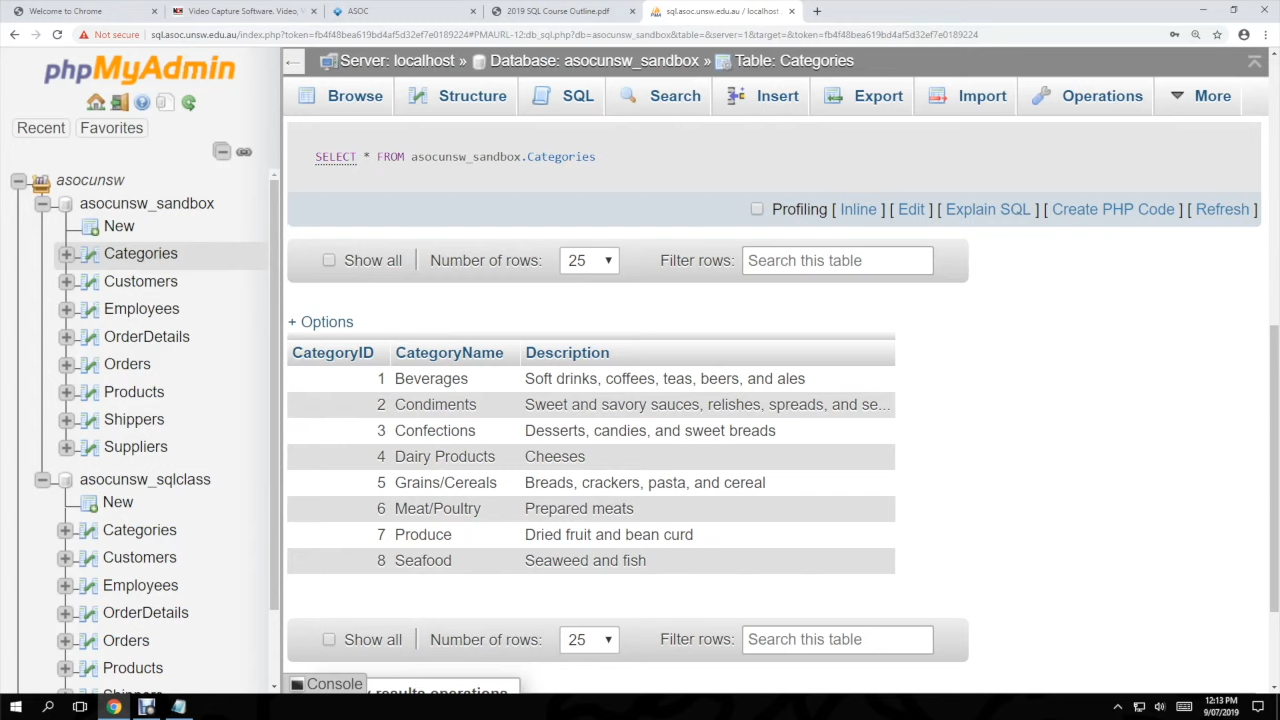 Welcome to Chrome
Video Capture Software. Video, V
ASOC
2019 SQL Course Outline.pdf
sql.asoc.unsw.edu.au / localhost
Not secure
sql.asoc.unsw.edu.au/index.php?token=fb4f48bea619bd4af5d32ef7e0189224#PMAURL-12:db_sql.php?db=asocunsw_sandbox&table=&server=1&target=&token=fb4f48bea619bd4af5d32ef7e0189224
phpMyAdmin
Recent
Favorites
asocunsw
asocunsw_sandbox
New
Categories
Customers
Employees
OrderDetails
Orders
Products
Shippers
Suppliers
asocunsw_sqlclass
New
Categories
Customers
Employees
OrderDetails
Orders
Products
Server: localhost » Database: asocunsw_sandbox » Table: Categories
Browse Structure SQL Search Insert Export Import Operations More
SELECT * FROM asocunsw_sandbox.Categories
Profiling [ Inline ] [ Edit ] [ Explain SQL ] [ Create PHP Code ] [ Refresh ]
Show all Number of rows: 25 Filter rows: Search this table
+ Options
CategoryID CategoryName Description
1 Beverages Soft drinks, coffees, teas, beers, and ales
2 Condiments Sweet and savory sauces, relishes, spreads, and se...
3 Confections Desserts, candies, and sweet breads
4 Dairy Products Cheeses
5 Grains/Cereals Breads, crackers, pasta, and cereal
6 Meat/Poultry Prepared meats
7 Produce Dried fruit and bean curd
8 Seafood Seaweed and fish
Show all Number of rows: 25 Filter rows: Search this table
Console
results operations
12:13 PM
9/07/2019